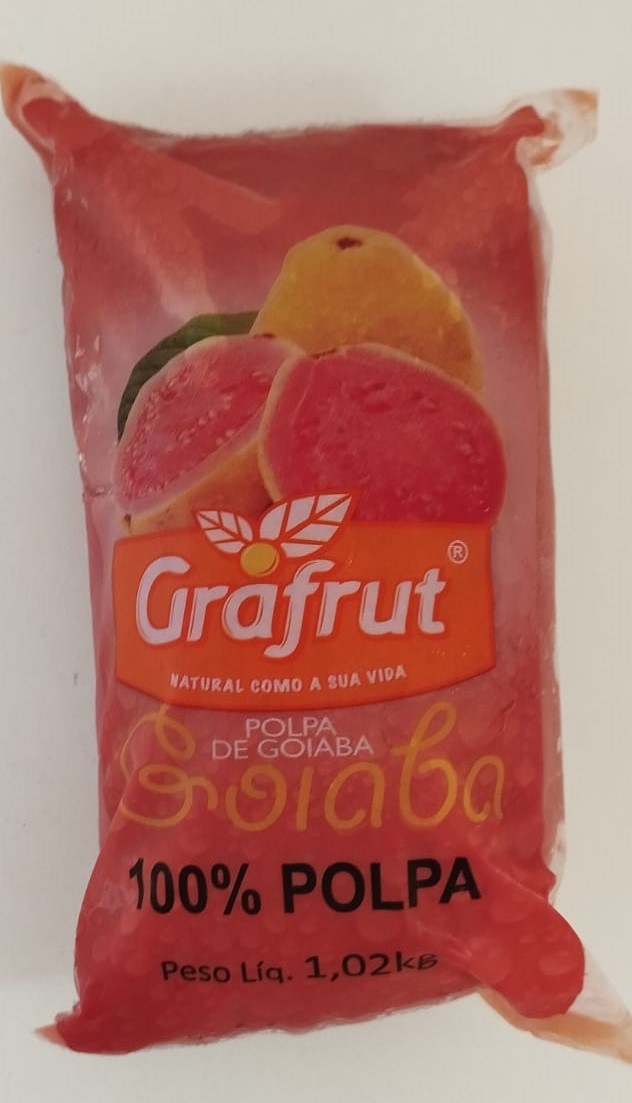 Grafrut ®
NATURAL COMO A SUA VIDA
POLPA
DE GOIABA
Goiaba
100% POLPA
Peso Líq. 1,02kg